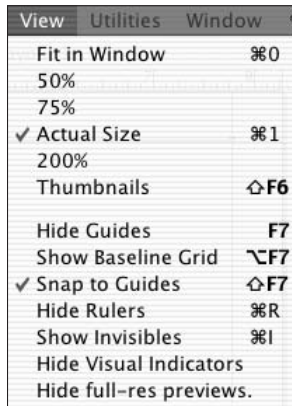 View Utilities Window
Fit in Window ⌘0
50%
75%
✓ Actual Size ⌘1
200%
Thumbnails ⇧F6
Hide Guides F7
Show Baseline Grid ⌥F7
✓ Snap to Guides ⇧F7
Hide Rulers ⌘R
Show Invisibles ⌘I
Hide Visual Indicators
Hide full-res previews.